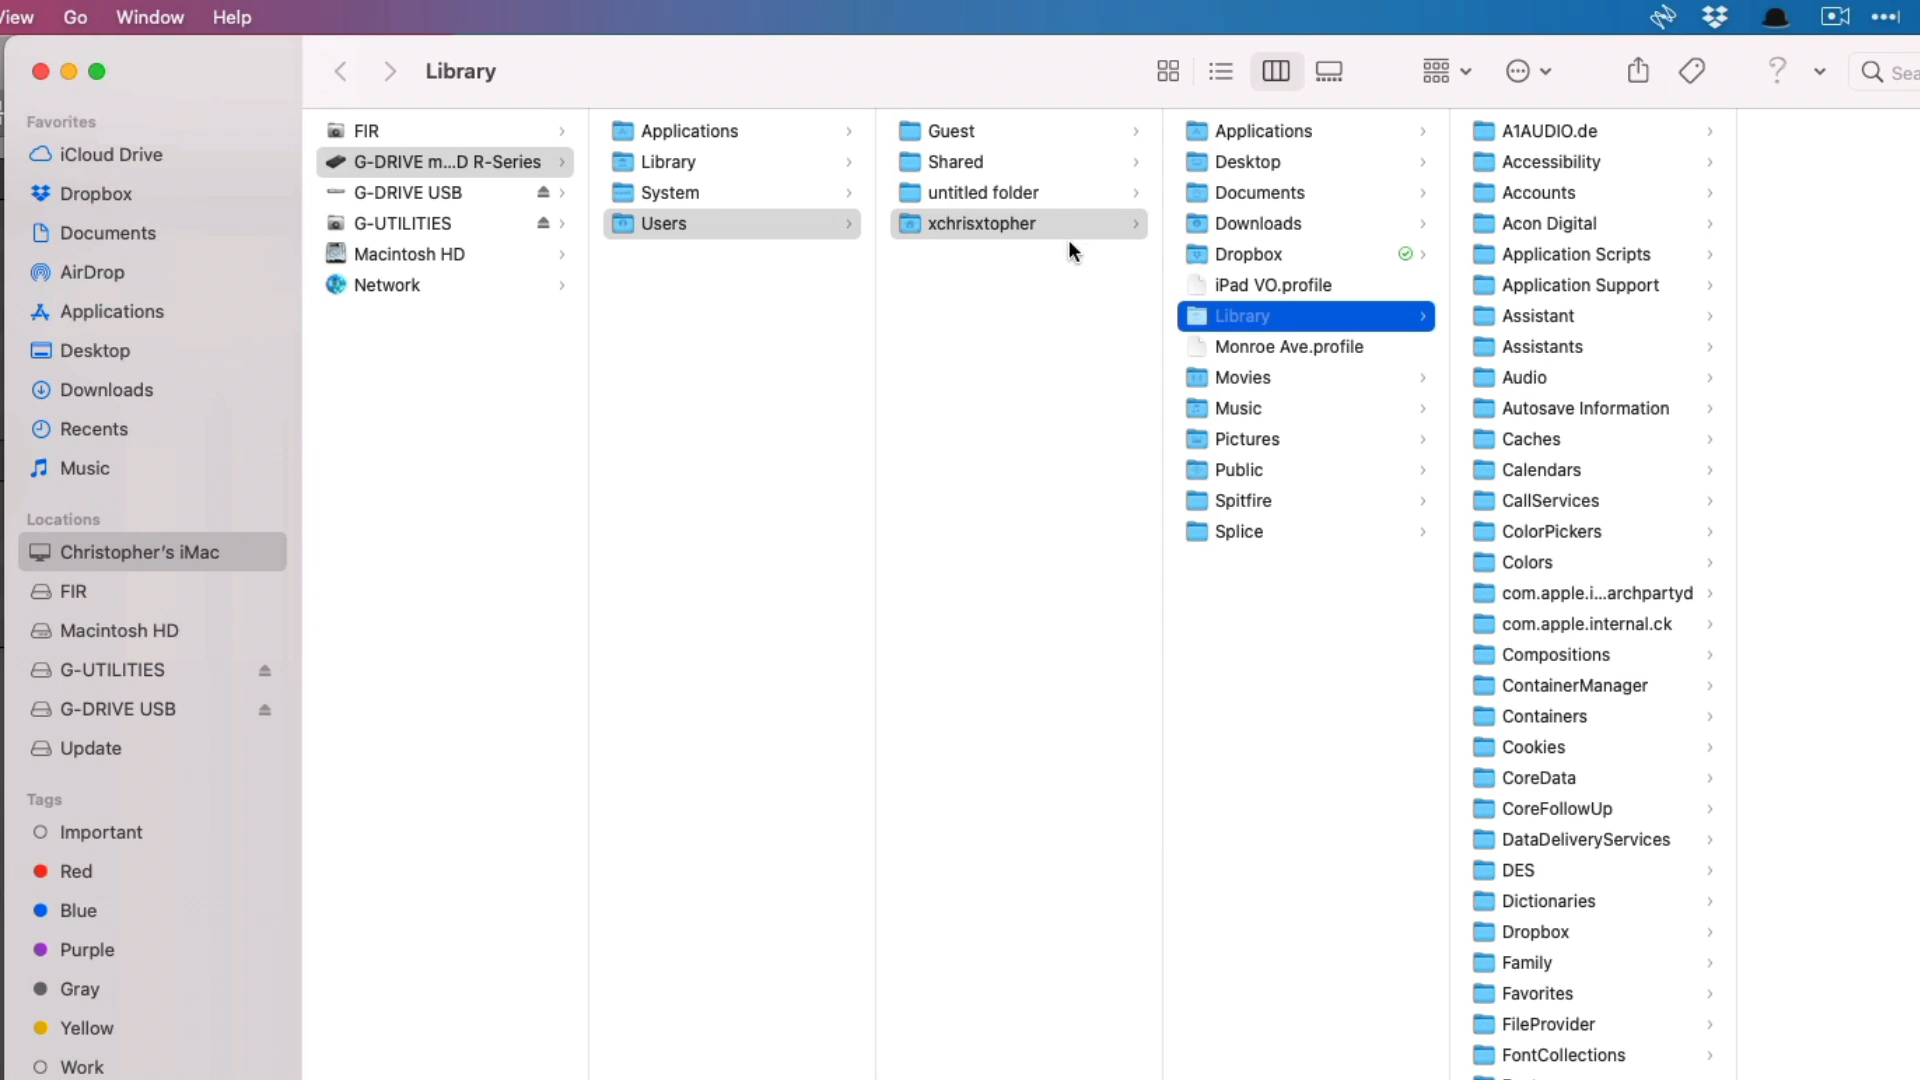 View Go Window Help
Library
Sea
Favorites
iCloud Drive
Dropbox
Documents
AirDrop
Applications
Desktop
Downloads
Recents
Music
Locations
Christopher's iMac
FIR
Macintosh HD
G-UTILITIES
G-DRIVE USB
Update
Tags
Important
Red
Blue
Purple
Gray
Yellow
Work
FIR
G-DRIVE m...D R-Series
G-DRIVE USB
G-UTILITIES
Macintosh HD
Network
Applications
Library
System
Users
Guest
Shared
untitled folder
xchrisxtopher
Applications
Desktop
Documents
Downloads
Dropbox
iPad VO.profile
Library
Monroe Ave.profile
Movies
Music
Pictures
Public
Spitfire
Splice
A1AUDIO.de
Accessibility
Accounts
Acon Digital
Application Scripts
Application Support
Assistant
Assistants
Audio
Autosave Information
Caches
Calendars
CallServices
ColorPickers
Colors
com.apple.i...archpartyd
com.apple.internal.ck
Compositions
ContainerManager
Containers
Cookies
CoreData
CoreFollowUp
DataDeliveryServices
DES
Dictionaries
Dropbox
Family
Favorites
FileProvider
FontCollections